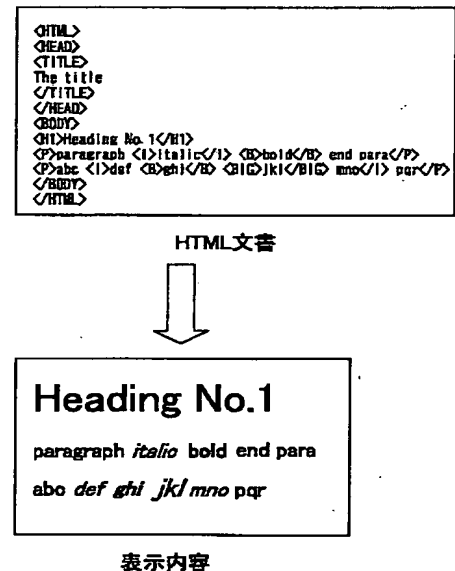 <HTML>
<HEAD>
<TITLE>
The title
</TITLE>
</HEAD>
<BODY>
<H1>Heading No.1</H1>
<P>paragraph <I>italic</I> <B>bold</B> end para</P>
<P>abc <I>def <B>ghi</B> <BIG>jkl</BIG> mno</I> pqr</P>
</BODY>
</HTML>
HTML文書
Heading No.1
paragraph italic bold end para
abc def ghi jkl mno pqr
表示内容